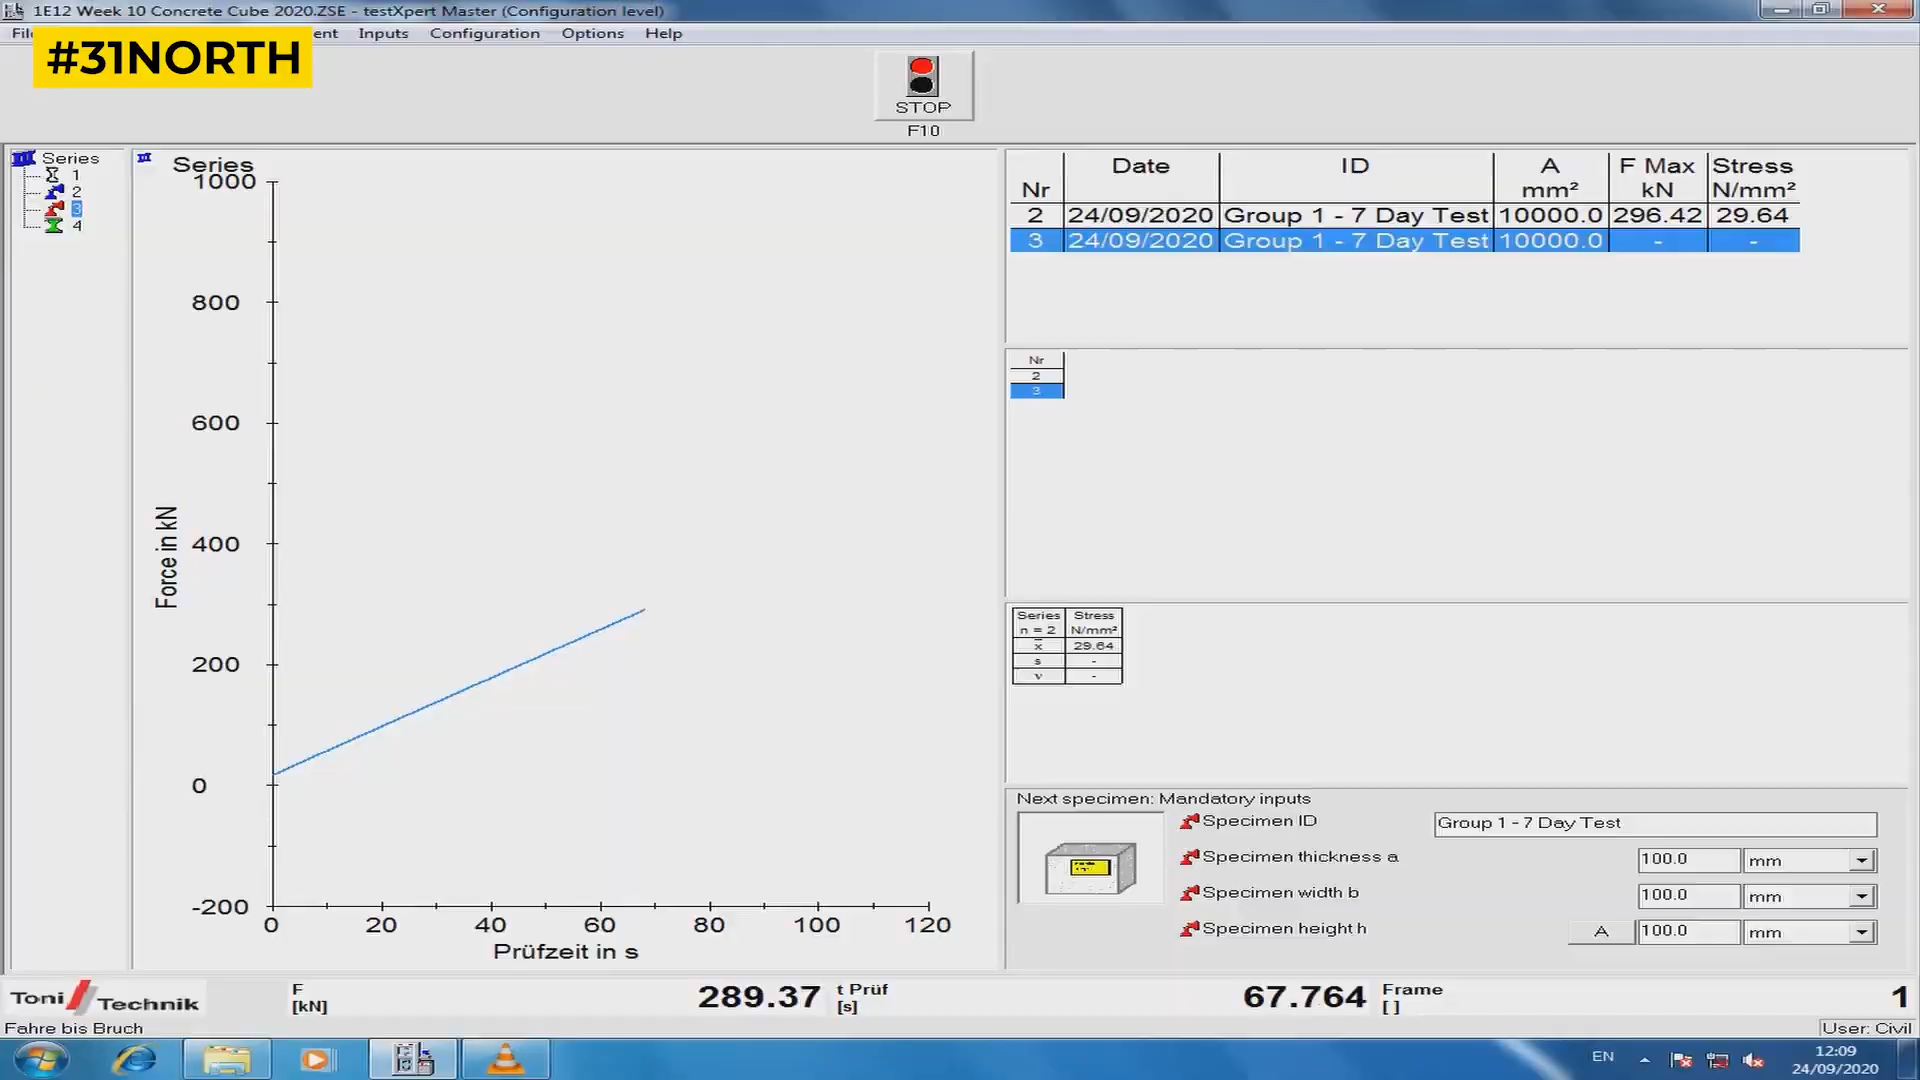 1E12 Week 10 Concrete Cube 2020.ZSE - testXpert Master (Configuration level)
Inputs Configuration Options Help
#31NORTH
STOP
F10
Series
1
2
3
4
Series
1000
800
600
400
200
0
-200
Force in kN
0 20 40 60 80 100 120
Prüfzeit in s
Nr Date ID A mm² F Max kN Stress N/mm²
2 24/09/2020 Group 1 - 7 Day Test 10000.0 296.42 29.64
3 24/09/2020 Group 1 - 7 Day Test 10000.0 - -
Nr
2
3
Series Stress
n = 2 N/mm²
x̄ 29.64
s -
v -
Next specimen: Mandatory inputs
Specimen ID Group 1 - 7 Day Test
Specimen thickness a 100.0 mm
Specimen width b 100.0 mm
Specimen height h A 100.0 mm
Toni Technik
F [kN] 289.37 t Prüf [s] 67.764 Frame [ ] 1
Fahre bis Bruch
User: Civil
EN
12:09
24/09/2020